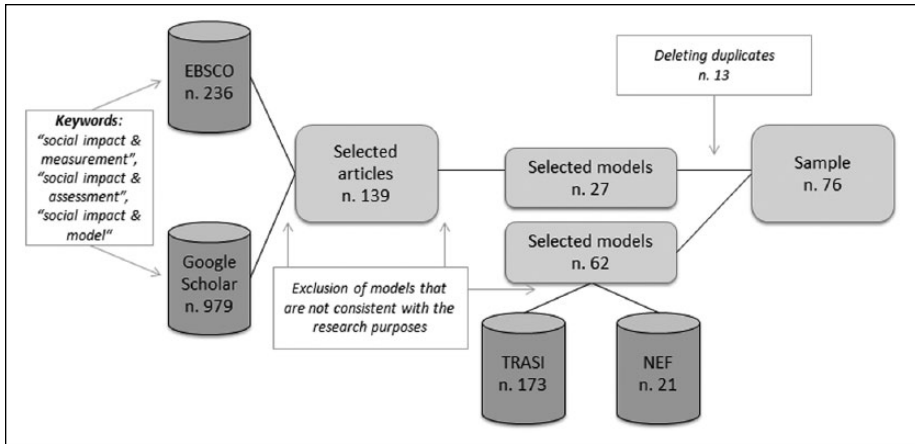 EBSCO
n. 236
Keywords:
“social impact &
measurement”,
“social impact &
assessment”,
“social impact &
model“
Google
Scholar
n. 979
Selected
articles
n. 139
Exclusion of models that
are not consistent with the
research purposes
Selected models
n. 27
Selected models
n. 62
TRASI
n. 173
NEF
n. 21
Deleting duplicates
n. 13
Sample
n. 76